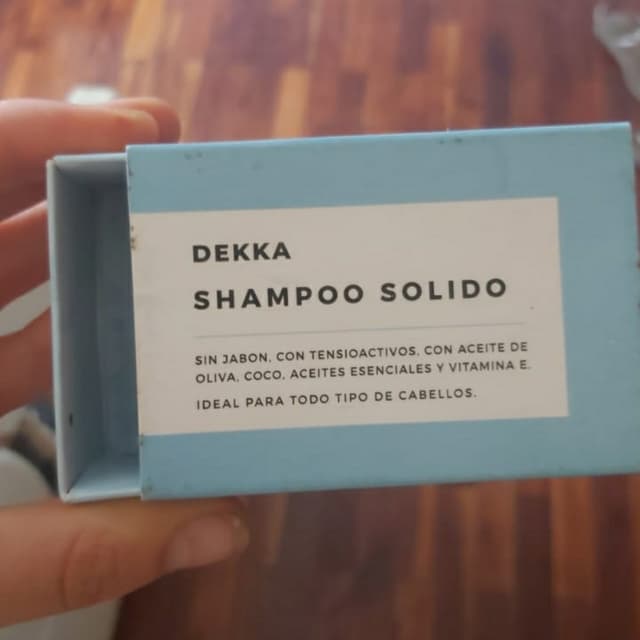 DEKKA
SHAMPOO SOLIDO
SIN JABON, CON TENSIOACTIVOS, CON ACEITE DE
OLIVA, COCO, ACEITES ESENCIALES Y VITAMINA E.
IDEAL PARA TODO TIPO DE CABELLOS.